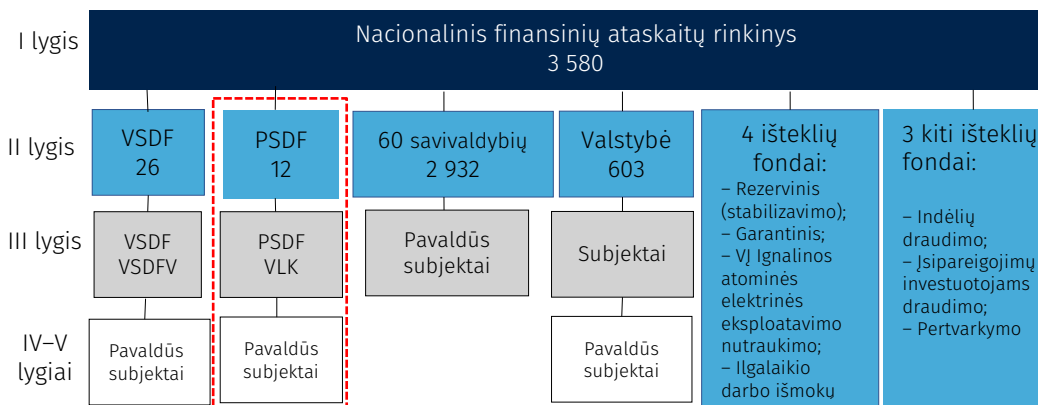 I lygis
Nacionalinis finansinių ataskaitų rinkinys
3 580
II lygis
VSDF
26
PSDF
12
60 savivaldybių
2 932
Valstybė
603
4 išteklių
fondai:
– Rezervinis
(stabilizavimo);
– Garantinis;
– VĮ Ignalinos
atominės
elektrinės
eksploatavimo
nutraukimo;
– Ilgalaikio
darbo išmokų
3 kiti išteklių
fondai:
– Indėlių
draudimo;
– Įsipareigojimų
investuotojams
draudimo;
– Pertvarkymo
III lygis
VSDF
VSDFV
PSDF
VLK
Pavaldūs
subjektai
Subjektai
IV–V
lygiai
Pavaldūs
subjektai
Pavaldūs
subjektai
Pavaldūs
subjektai